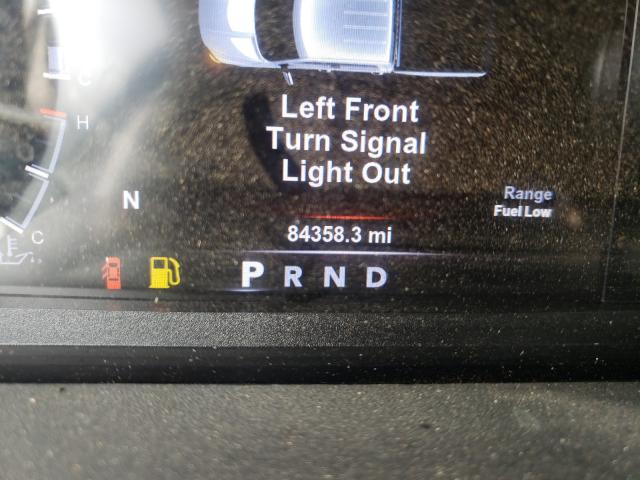 C
H
Left Front
Turn Signal
Light Out
Range
Fuel Low
N
84358.3 mi
E
C
P R N D